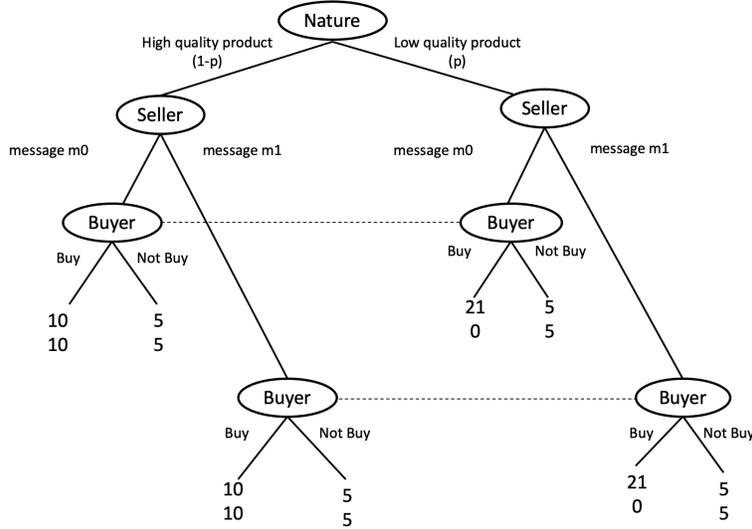 Nature
High quality product
(1-p)
Low quality product
(p)
Seller
Seller
message m0
message m1
message m0
message m1
Buyer
Buyer
Buy
Not Buy
Buy
Not Buy
10
5
21
5
10
5
0
5
Buyer
Buyer
Buy
Not Buy
Buy
Not Buy
10
5
21
5
10
5
0
5